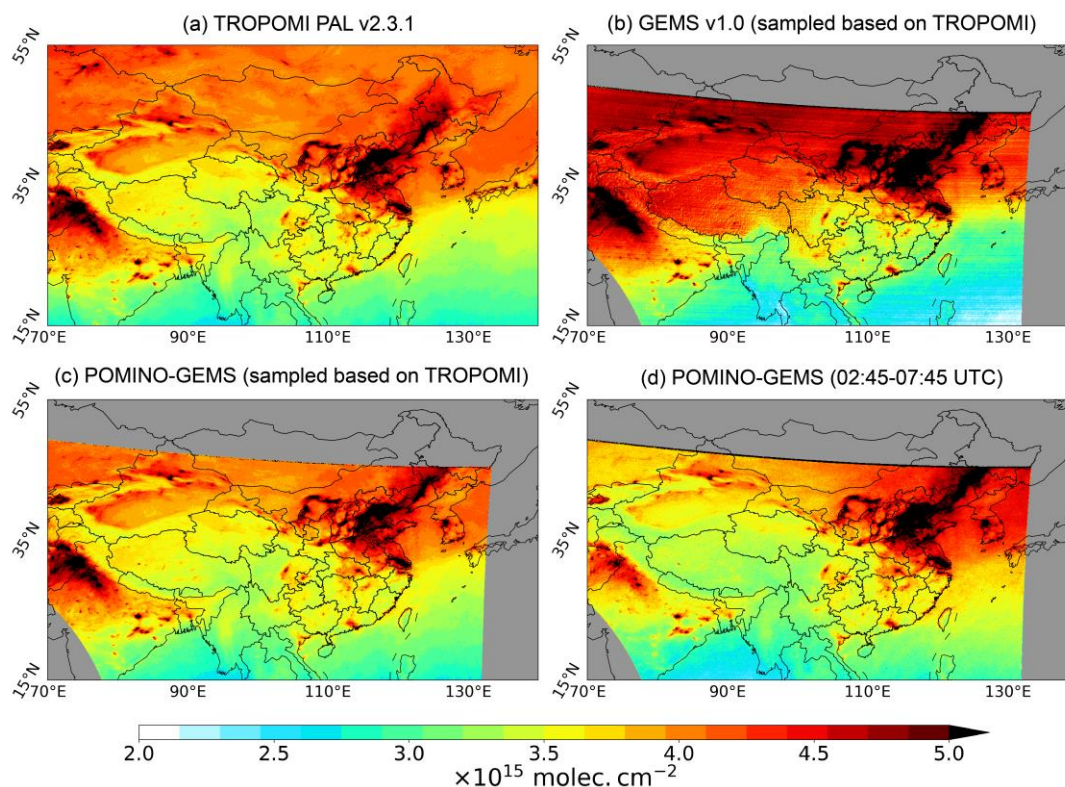 (a) TROPOMI PAL v2.3.1
(b) GEMS v1.0 (sampled based on TROPOMI)
55°N
35°N
15°N
70°E
90°E
110°E
130°E
55°N
35°N
15°N
70°E
90°E
110°E
130°E
(c) POMINO-GEMS (sampled based on TROPOMI)
(d) POMINO-GEMS (02:45-07:45 UTC)
55°N
35°N
15°N
70°E
90°E
110°E
130°E
55°N
35°N
15°N
70°E
90°E
110°E
130°E
2.0 2.5 3.0 3.5 4.0 4.5 5.0
×10¹⁵ molec. cm⁻²